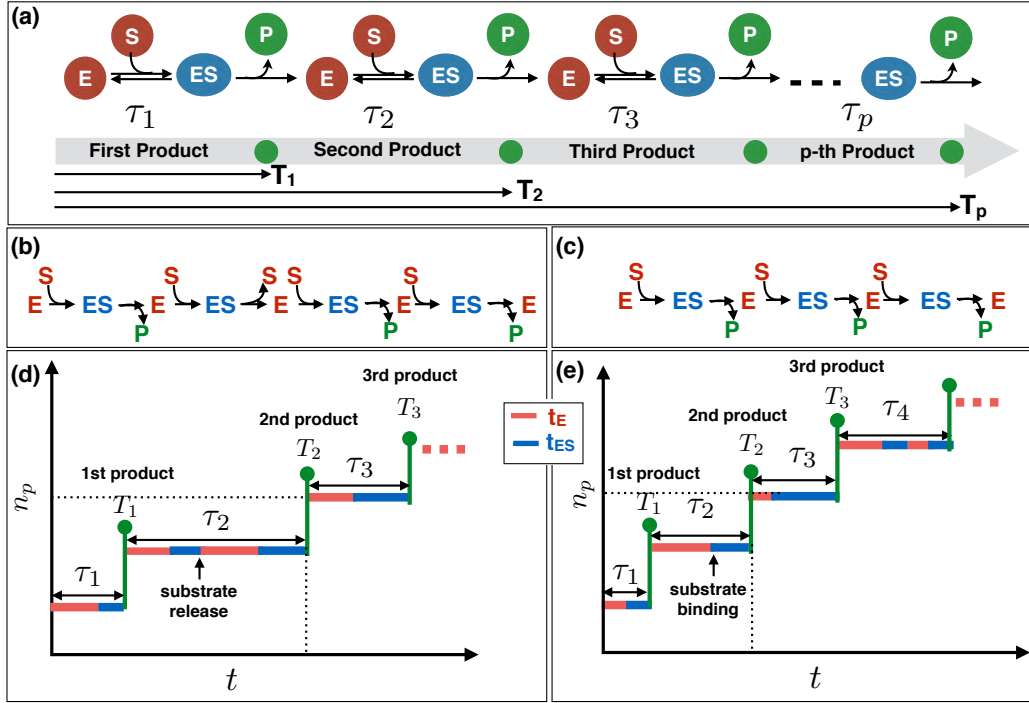 (a)
S P S P S P P
E ES E ES E ES ES
τ1 τ2 τ3 τp
First Product Second Product Third Product p-th Product
T1
T2
Tp
(b)
S S S S S
E ES E ES E ES E ES E
P P P
(c)
S S S
E ES E ES E ES E
P P P
(d)
3rd product
2nd product T3
T2
1st product τ3
T1 τ2
τ1
substrate
release
np
t
tE
tES
(e)
3rd product
2nd product T3
T2 τ4
1st product τ3
T1 τ2
τ1
substrate
binding
np
t